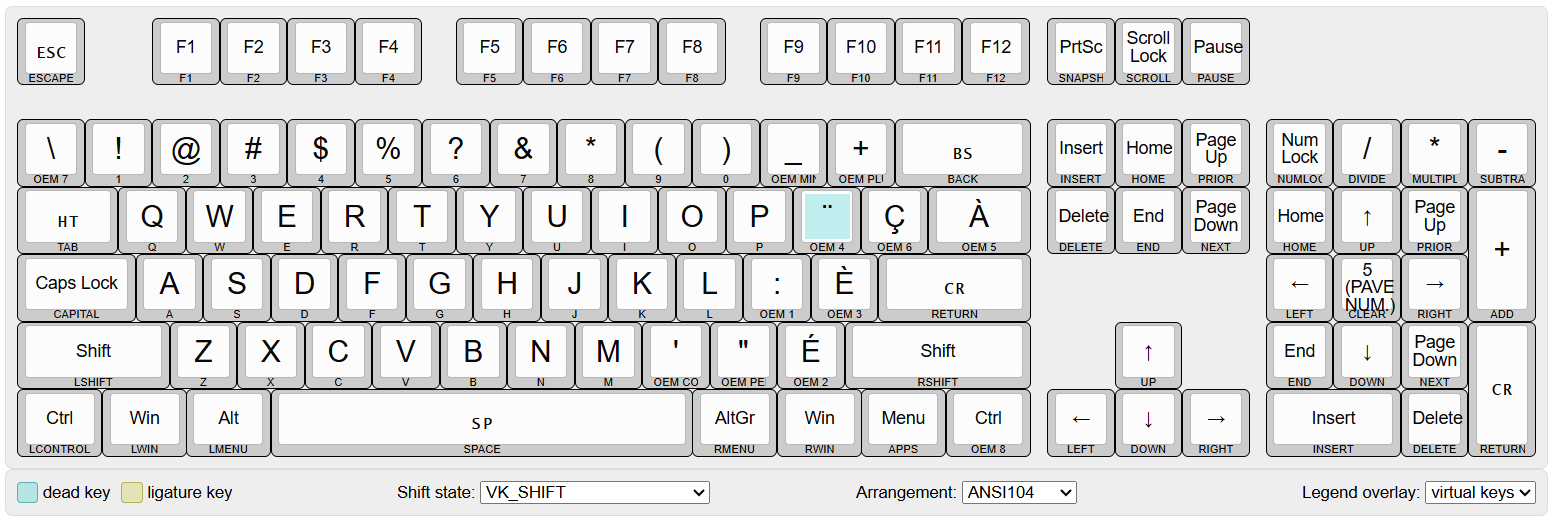 ESC F1 F2 F3 F4 F5 F6 F7 F8 F9 F10 F11 F12 PrtSc Scroll Lock Pause
ESCAPE F1 F2 F3 F4 F5 F6 F7 F8 F9 F10 F11 F12 SNAPSH SCROLL PAUSE
\ ! @ # $ % ? & * ( ) _ + BS Insert Home Page Up Num Lock / * -
OEM 7 1 2 3 4 5 6 7 8 9 0 OEM MIN OEM PLU BACK INSERT HOME PRIOR NUMLOC DIVIDE MULTIPL SUBTRA
HT Q W E R T Y U I O P ¨ Ç À Delete End Page Down Home ↑ Page Up +
TAB Q W E R T Y U I O P OEM 4 OEM 6 OEM 5 DELETE END NEXT HOME UP PRIOR
Caps Lock A S D F G H J K L : È CR ← 5 (PAVE NUM.) →
CAPITAL A S D F G H J K L OEM 1 OEM 3 RETURN LEFT CLEAR RIGHT ADD
Shift Z X C V B N M ' " É Shift ↑ End ↓ Page Down CR
LSHIFT Z X C V B N M OEM CO OEM PE OEM 2 RSHIFT UP END DOWN NEXT
Ctrl Win Alt SP AltGr Win Menu Ctrl ← ↓ → Insert Delete
LCONTROL LWIN LMENU SPACE RMENU RWIN APPS OEM 8 LEFT DOWN RIGHT INSERT DELETE RETURN
dead key ligature key Shift state: VK_SHIFT Arrangement: ANSI104 Legend overlay: virtual keys